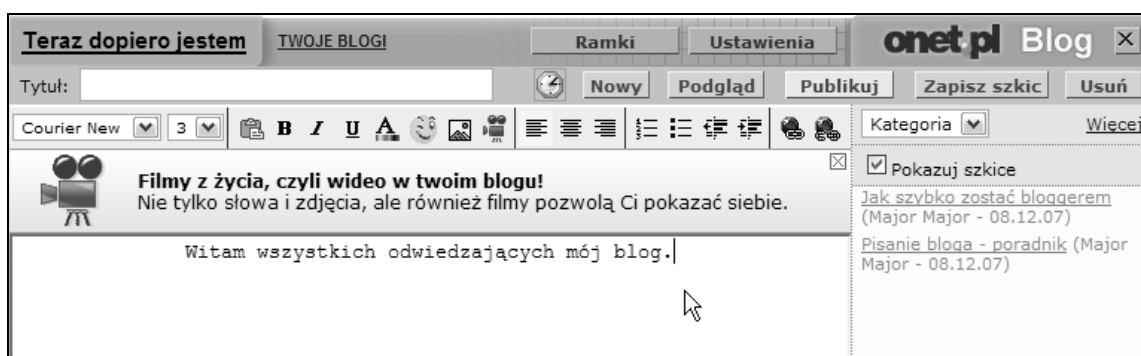 Teraz dopiero jestem TWOJE BLOGI Ramki Ustawienia onet.pl Blog
Tytuł: Nowy Podgląd Publikuj Zapisz szkic Usuń
Courier New 3 B I U A Kategoria Więcej
Pokazuj szkice
Filmy z życia, czyli wideo w twoim blogu!
Nie tylko słowa i zdjęcia, ale również filmy pozwolą Ci pokazać siebie.
Jak szybko zostać bloggerem
(Major Major - 08.12.07)
Pisanie bloga - poradnik (Major
Major - 08.12.07)
Witam wszystkich odwiedzających mój blog.